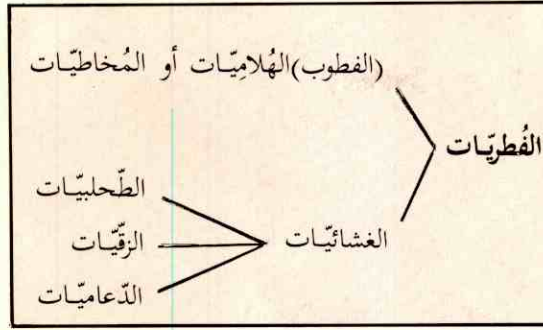 (الفطوب)الهُلامِيّات أو المُخاطيّات
الفُطريّات
الطّحلبيّات
الغشائيّات
الزقّيّات
الدّعاميّات